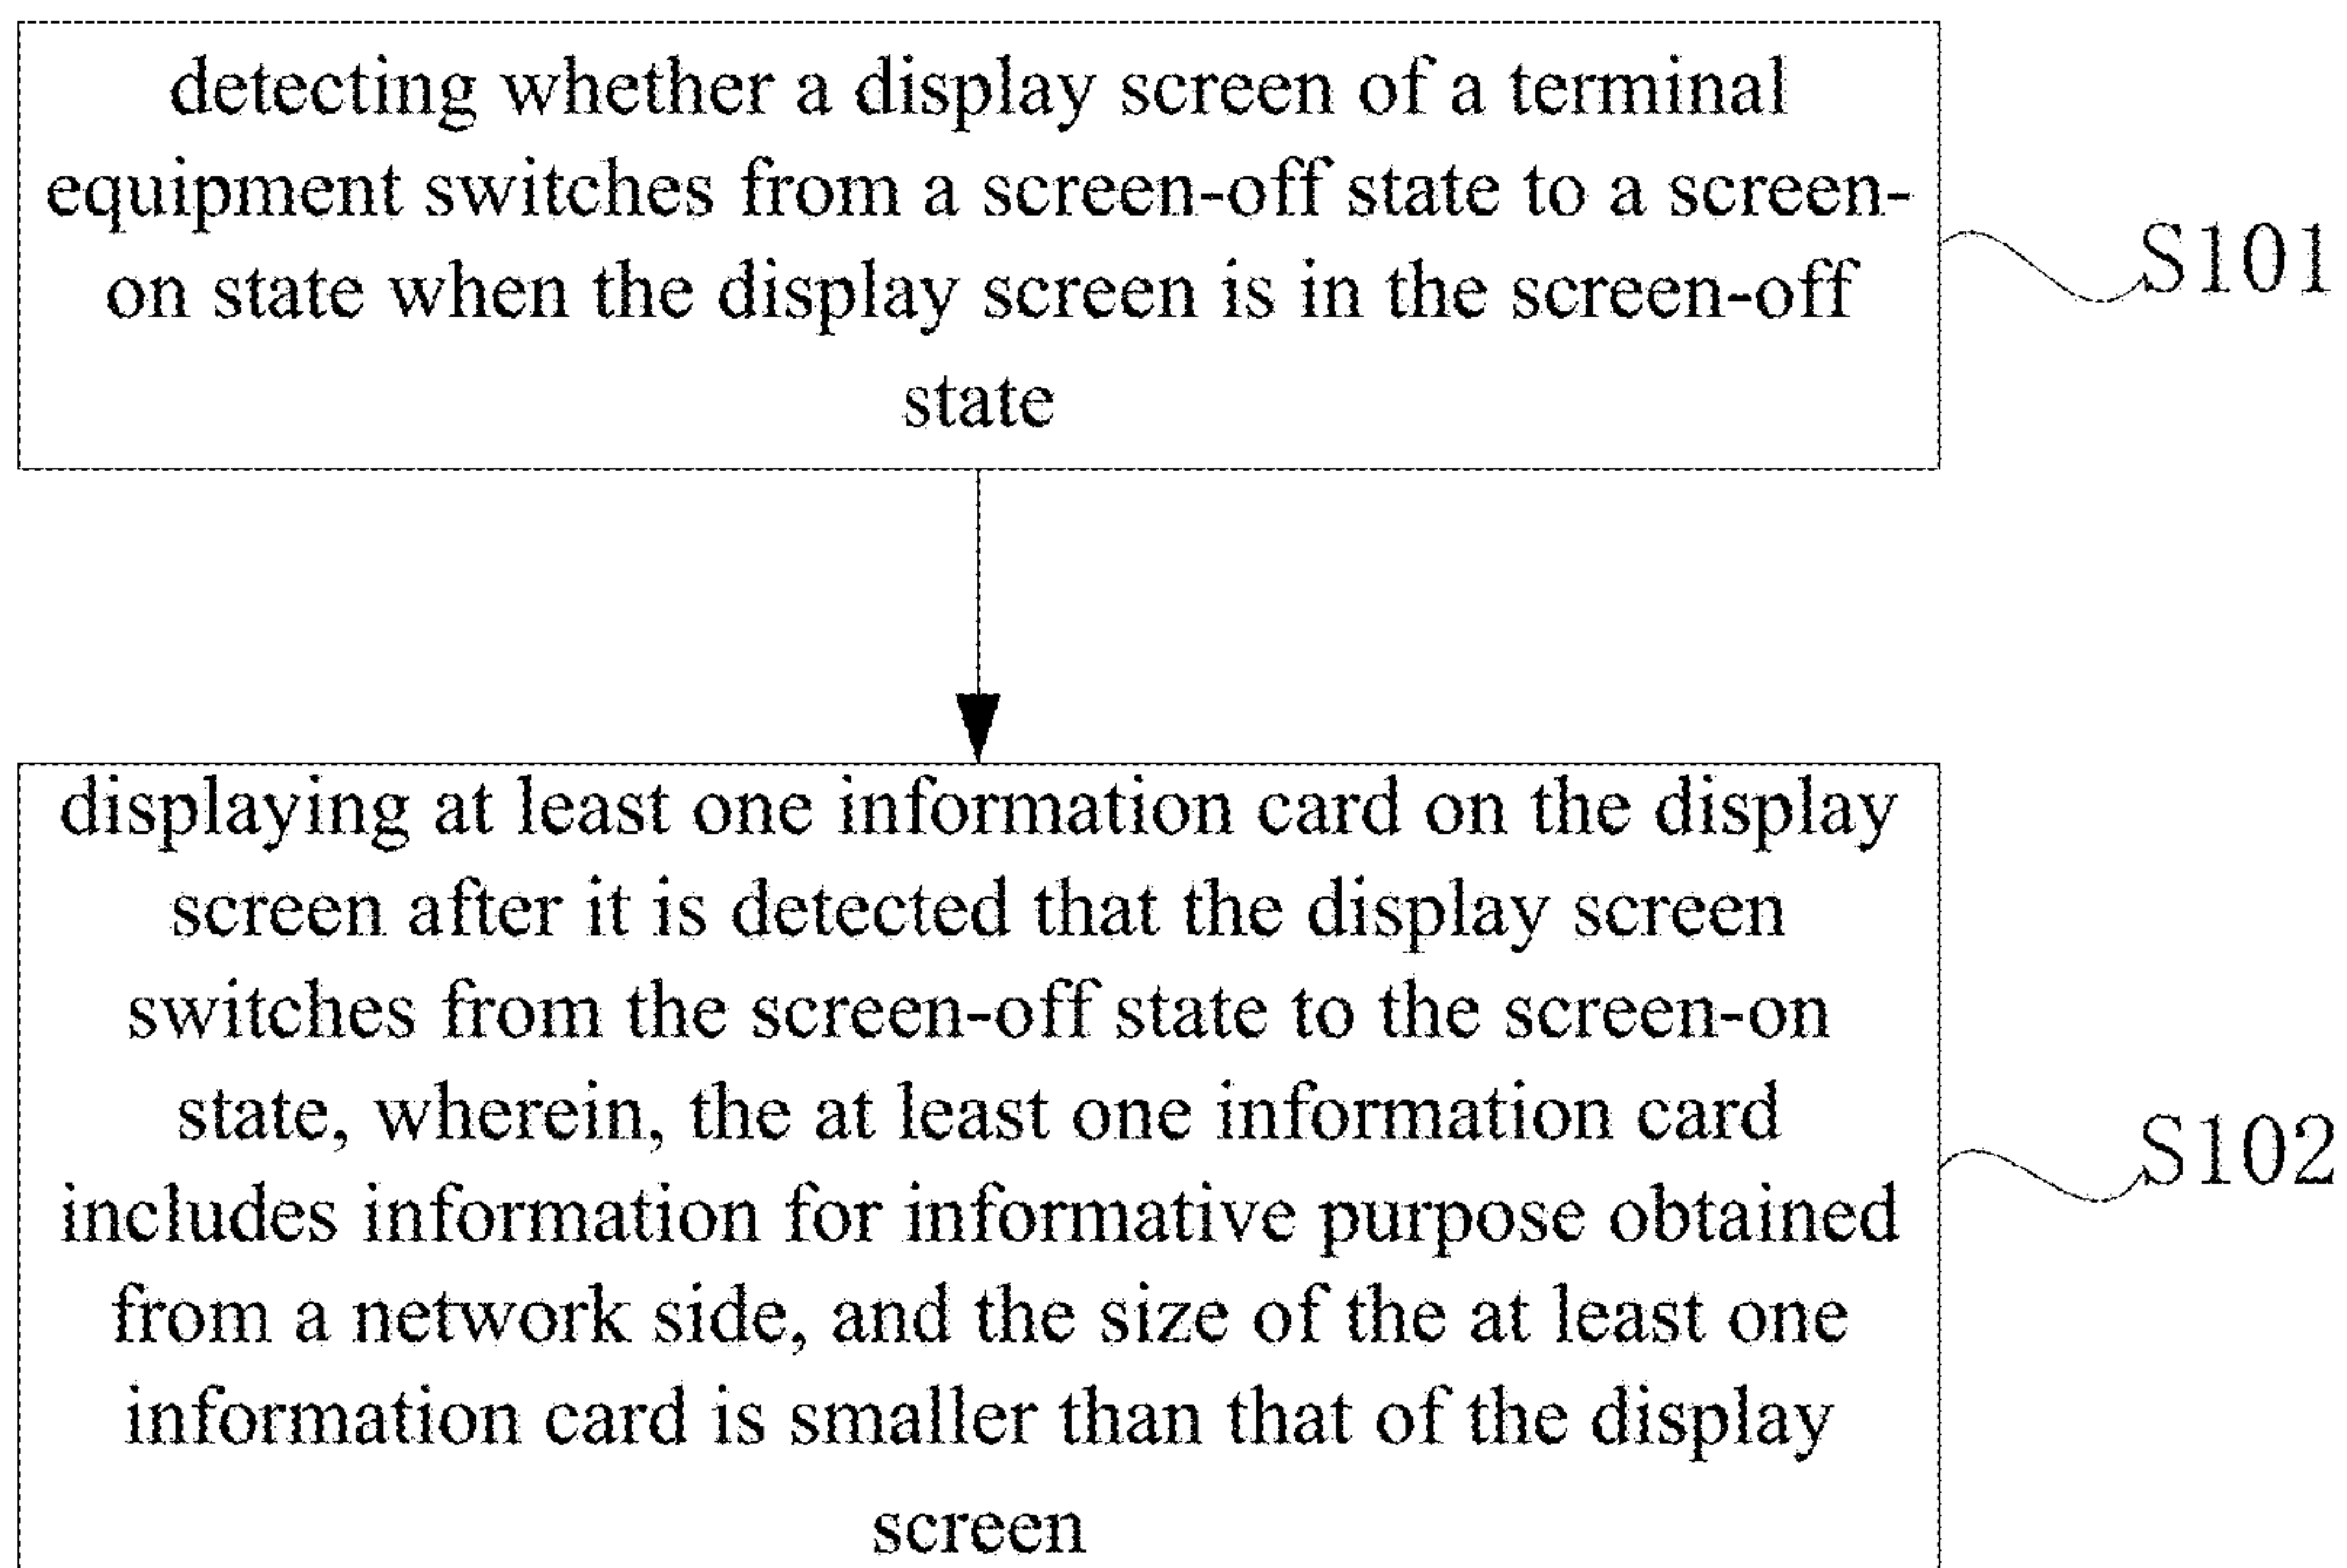 detecting whether a display screen of a terminal
equipment switches from a screen-off state to a screen-
on state when the display screen is in the screen-off
state
S101
displaying at least one information card on the display
screen after it is detected that the display screen
switches from the screen-off state to the screen-on
state, wherein, the at least one information card
includes information for informative purpose obtained
from a network side, and the size of the at least one
information card is smaller than that of the display
screen
S102